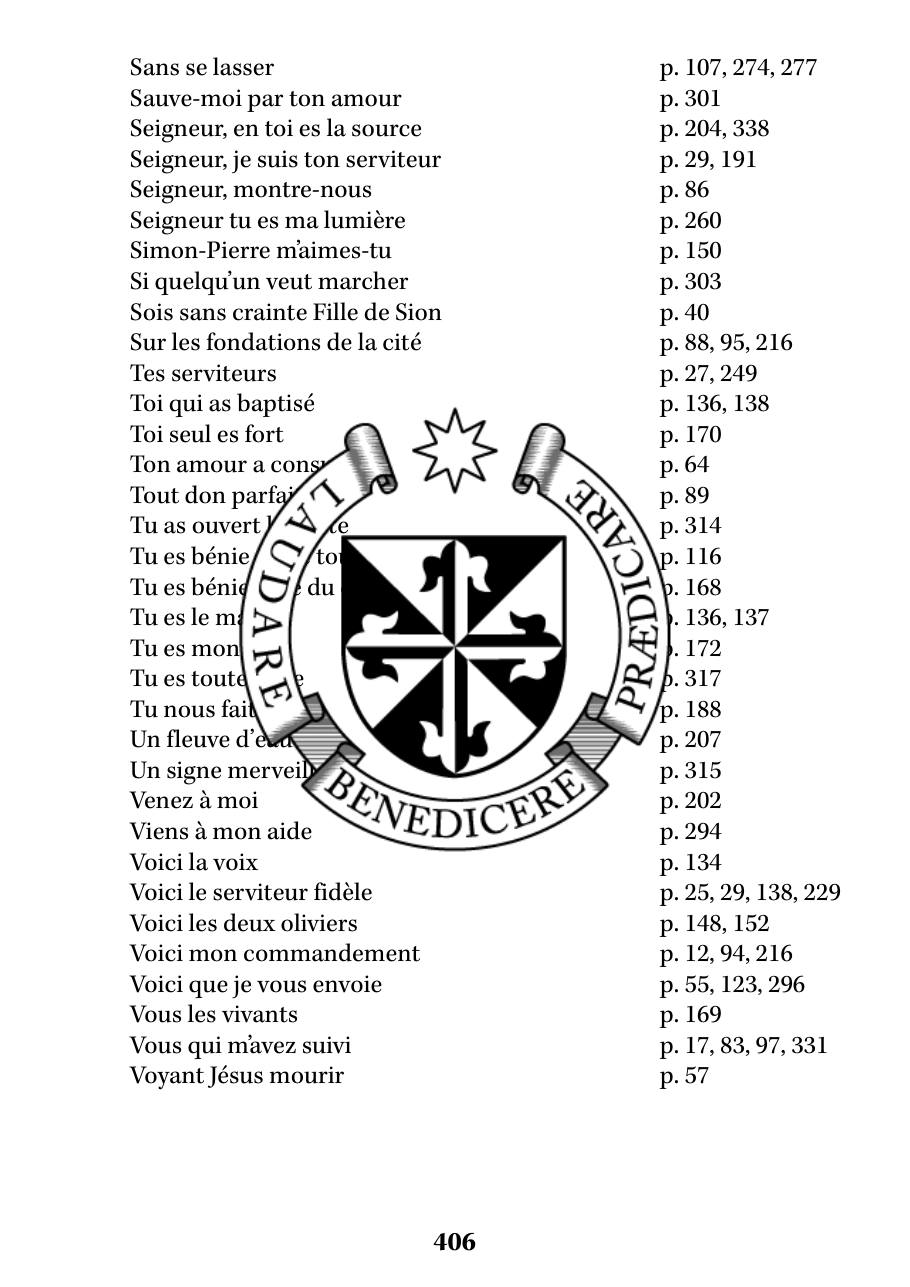 Sans se lasser p. 107, 274, 277
Sauve-moi par ton amour p. 301
Seigneur, en toi es la source p. 204, 338
Seigneur, je suis ton serviteur p. 29, 191
Seigneur, montre-nous p. 86
Seigneur tu es ma lumière p. 260
Simon-Pierre m'aimes-tu p. 150
Si quelqu'un veut marcher p. 303
Sois sans crainte Fille de Sion p. 40
Sur les fondations de la cité p. 88, 95, 216
Tes serviteurs p. 27, 249
Toi qui as baptisé p. 136, 138
Toi seul es fort p. 170
Ton amour a p. 64
Tout don p. 89
Tu as ouvert p. 314
Tu es bénie p. 116
Tu es bénie du p. 168
Tu es le p. 136, 137
Tu es mon p. 172
Tu es toute p. 317
Tu nous p. 188
Un fleuve p. 207
Un signe p. 315
Venez à moi p. 202
Viens à mon aide p. 294
Voici la voix p. 134
Voici le serviteur fidèle p. 25, 29, 138, 229
Voici les deux oliviers p. 148, 152
Voici mon commandement p. 12, 94, 216
Voici que je vous envoie p. 55, 123, 296
Vous les vivants p. 169
Vous qui m'avez suivi p. 17, 83, 97, 331
Voyant Jésus mourir p. 57
LAUDARE
BENEDICERE
PRÆDICARE
406